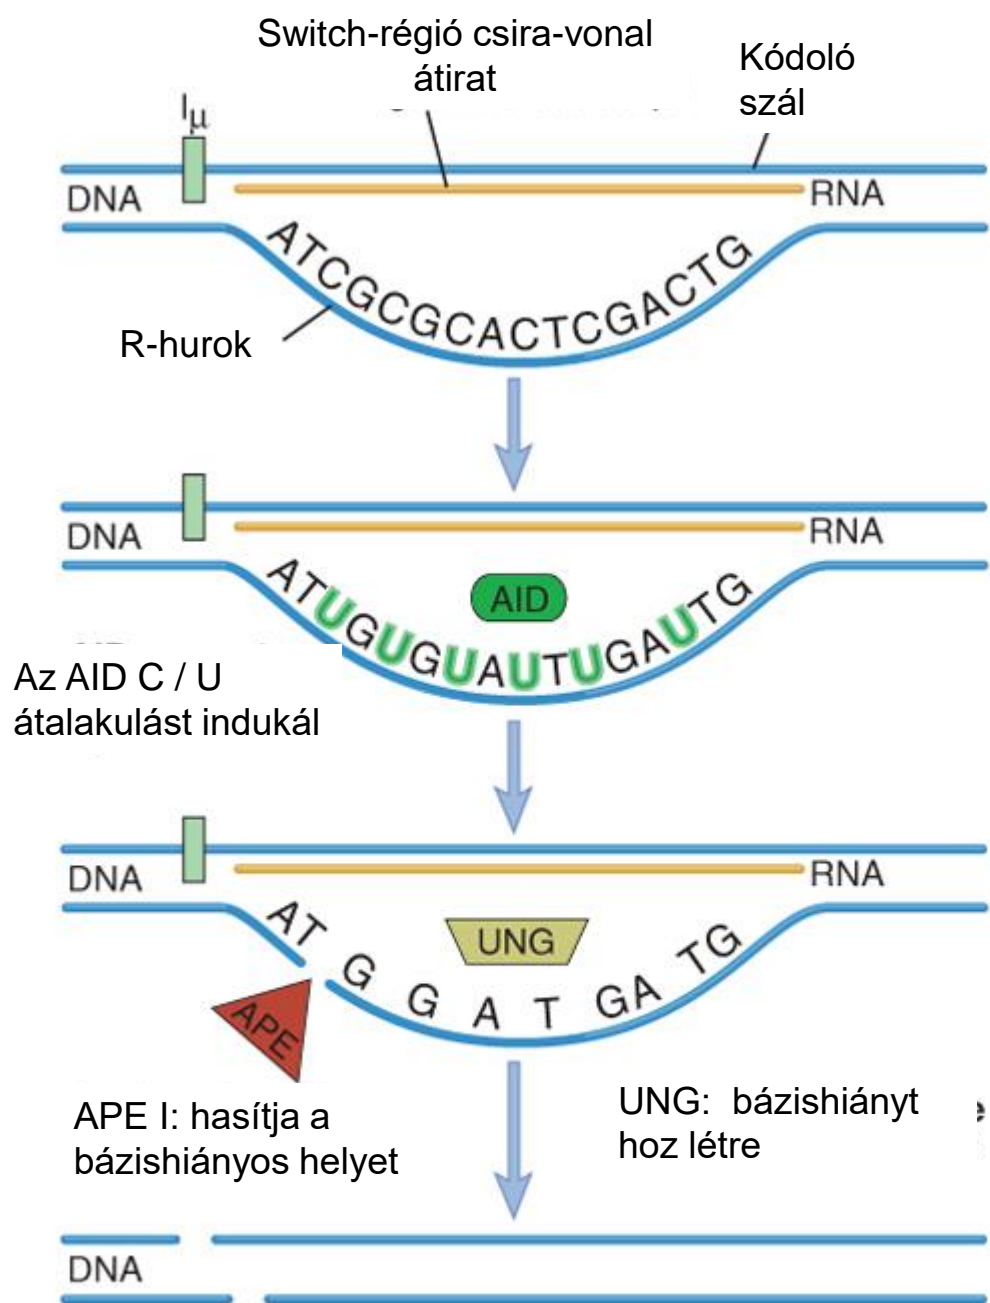 Switch-régió csira-vonal
átirat
Kódoló
szál
Iμ
DNA
RNA
ATCGCGCACTCGACTG
R-hurok
DNA
RNA
AID
ATUGUGUAUTUGAUTG
Az AID C / U
átalakulást indukál
DNA
RNA
UNG
AT G G A T GA TG
APE
APE I: hasítja a
bázishiányos helyet
UNG: bázishiányt
hoz létre
DNA